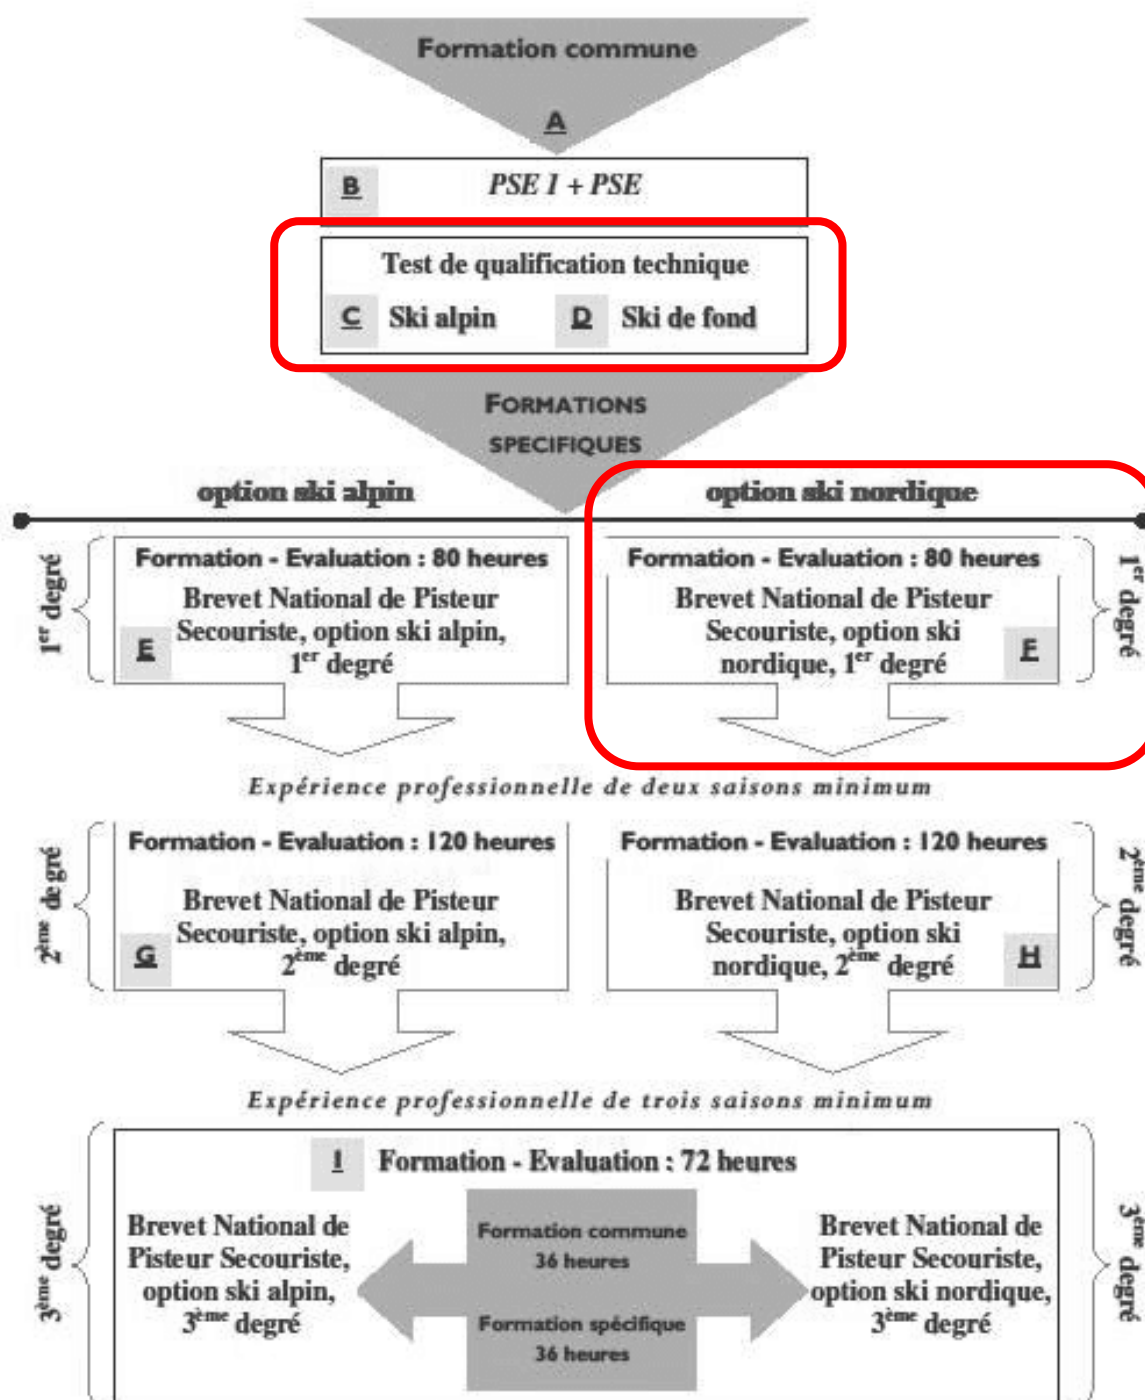 Formation commune
A
B PSE 1 + PSE
Test de qualification technique
C Ski alpin D Ski de fond
FORMATIONS
SPECIFIQUES
option ski alpin
option ski nordique
1er degré
Formation - Evaluation : 80 heures
Brevet National de Pisteur
Secouriste, option ski alpin,
1er degré
E
Formation - Evaluation : 80 heures
Brevet National de Pisteur
Secouriste, option ski
nordique, 1er degré
F
1er degré
Expérience professionnelle de deux saisons minimum
2ème degré
Formation - Evaluation : 120 heures
Brevet National de Pisteur
Secouriste, option ski alpin,
2ème degré
G
Formation - Evaluation : 120 heures
Brevet National de Pisteur
Secouriste, option ski
nordique, 2ème degré
H
2ème degré
Expérience professionnelle de trois saisons minimum
3ème degré
I Formation - Evaluation : 72 heures
Brevet National de
Pisteur Secouriste,
option ski alpin,
3ème degré
Formation commune
36 heures
Formation spécifique
36 heures
Brevet National de
Pisteur Secouriste,
option ski nordique,
3ème degré
3ème degré